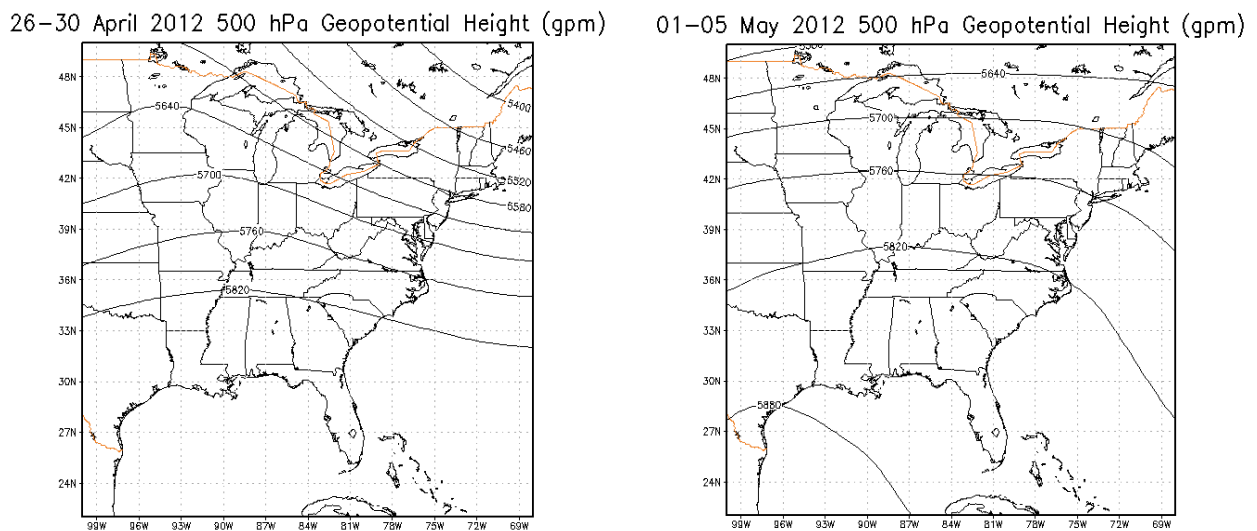 26-30 April 2012 500 hPa Geopotential Height (gpm)
48N
45N
42N
39N
36N
33N
30N
27N
24N
5400
5640
5460
5700
5520
5580
5760
5820
99W 96W 93W 90W 87W 84W 81W 78W 75W 72W 69W
01-05 May 2012 500 hPa Geopotential Height (gpm)
48N
45N
42N
39N
36N
33N
30N
27N
24N
5640
5700
5760
5820
5880
99W 96W 93W 90W 87W 84W 81W 78W 75W 72W 69W